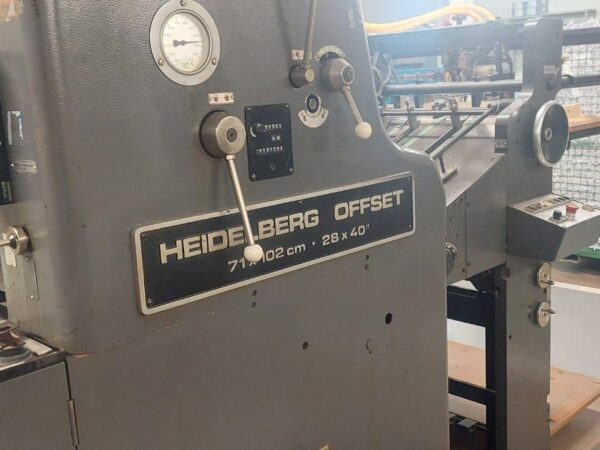 HEIDELBERG OFFSET
71 x 102 cm · 28 x 40"